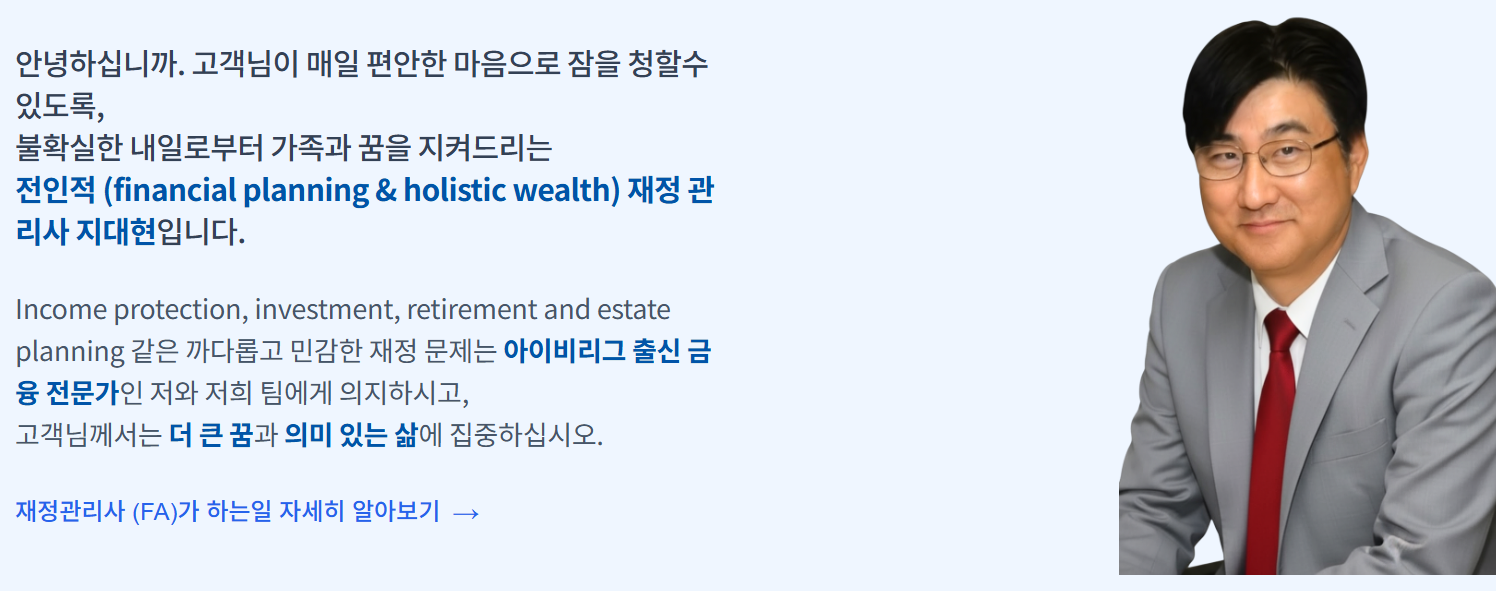 안녕하십니까. 고객님이 매일 편안한 마음으로 잠을 청할수
있도록,
불확실한 내일로부터 가족과 꿈을 지켜드리는
전인적 (financial planning & holistic wealth) 재정 관
리사 지대현입니다.
Income protection, investment, retirement and estate
planning 같은 까다롭고 민감한 재정 문제는 아이비리그 출신 금
융 전문가인 저와 저희 팀에게 의지하시고,
고객님께서는 더 큰 꿈과 의미 있는 삶에 집중하십시오.
재정관리사 (FA)가 하는일 자세히 알아보기 →